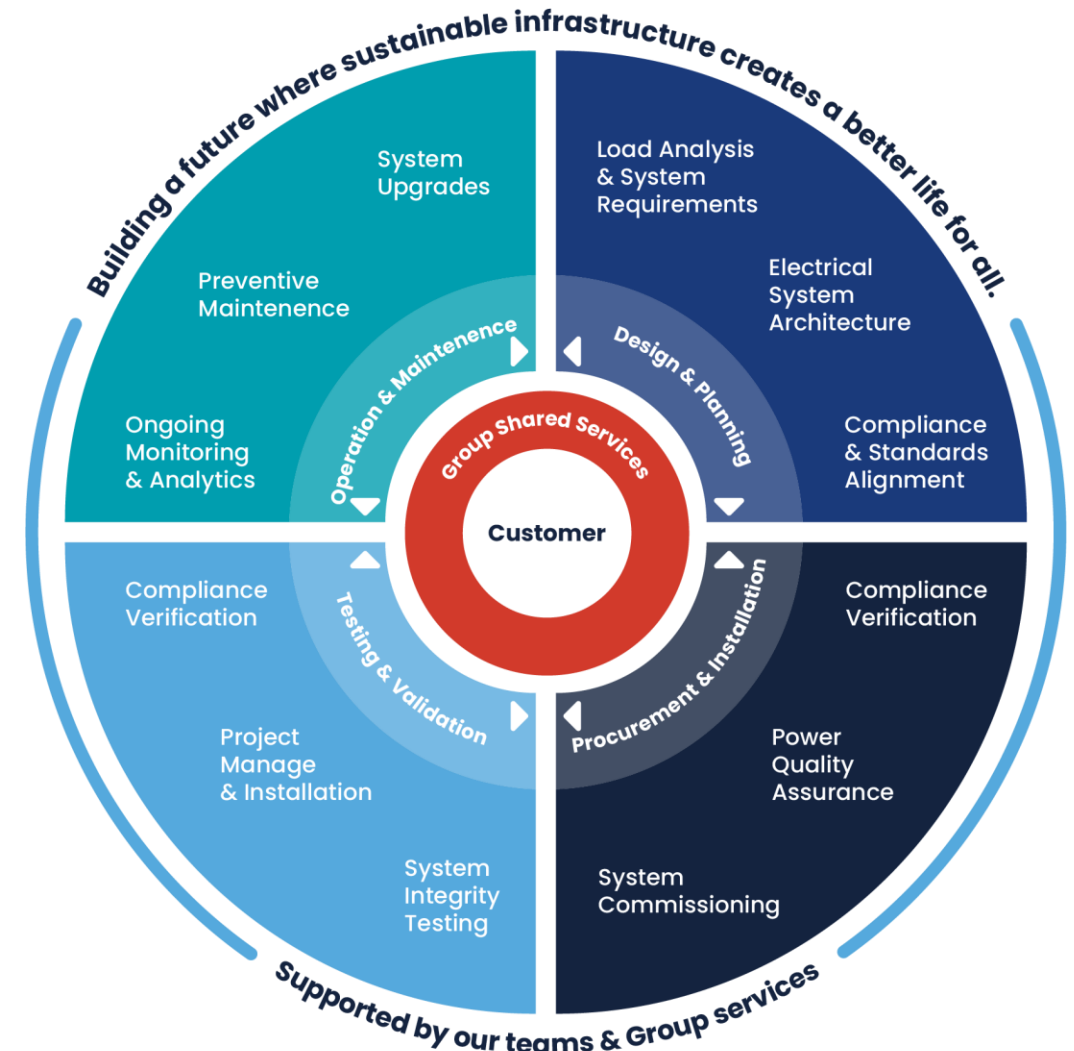 Building a future where sustainable infrastructure creates a better life for all.
System
Upgrades
Preventive
Maintenence
Ongoing
Monitoring
& Analytics
Operation & Maintenence
Load Analysis
& System
Requirements
Electrical
System
Architecture
Compliance
& Standards
Alignment
Design & Planning
Group Shared Services
Customer
Compliance
Verification
Project
Manage
& Installation
System
Integrity
Testing
Testing & Validation
Compliance
Verification
Power
Quality
Assurance
System
Commissioning
Procurement & Installation
Supported by our teams & Group services